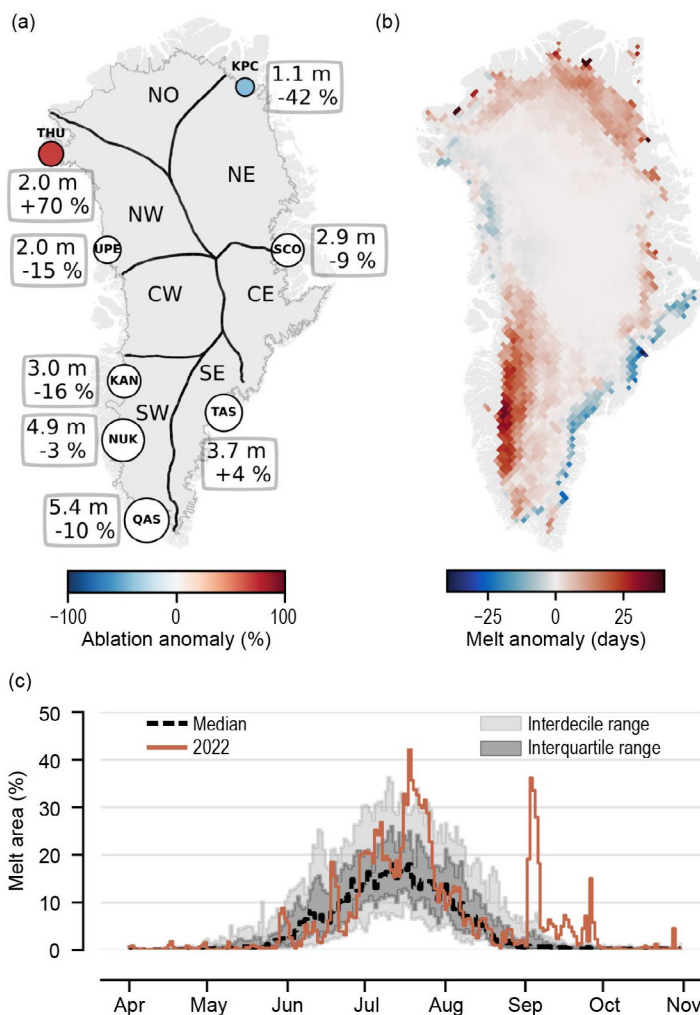 (a)
KPC
1.1 m
-42 %
NO
THU
2.0 m
+70 %
NE
NW
2.0 m
-15 %
UPE
SCO
2.9 m
-9 %
CW
CE
3.0 m
-16 %
KAN
SE
SW
TAS
4.9 m
-3 %
NUK
3.7 m
+4 %
5.4 m
-10 %
QAS
−100
0
100
Ablation anomaly (%)
(b)
−25
0
25
Melt anomaly (days)
(c)
50
40
30
20
10
0
Melt area (%)
Median
2022
Interdecile range
Interquartile range
Apr
May
Jun
Jul
Aug
Sep
Oct
Nov